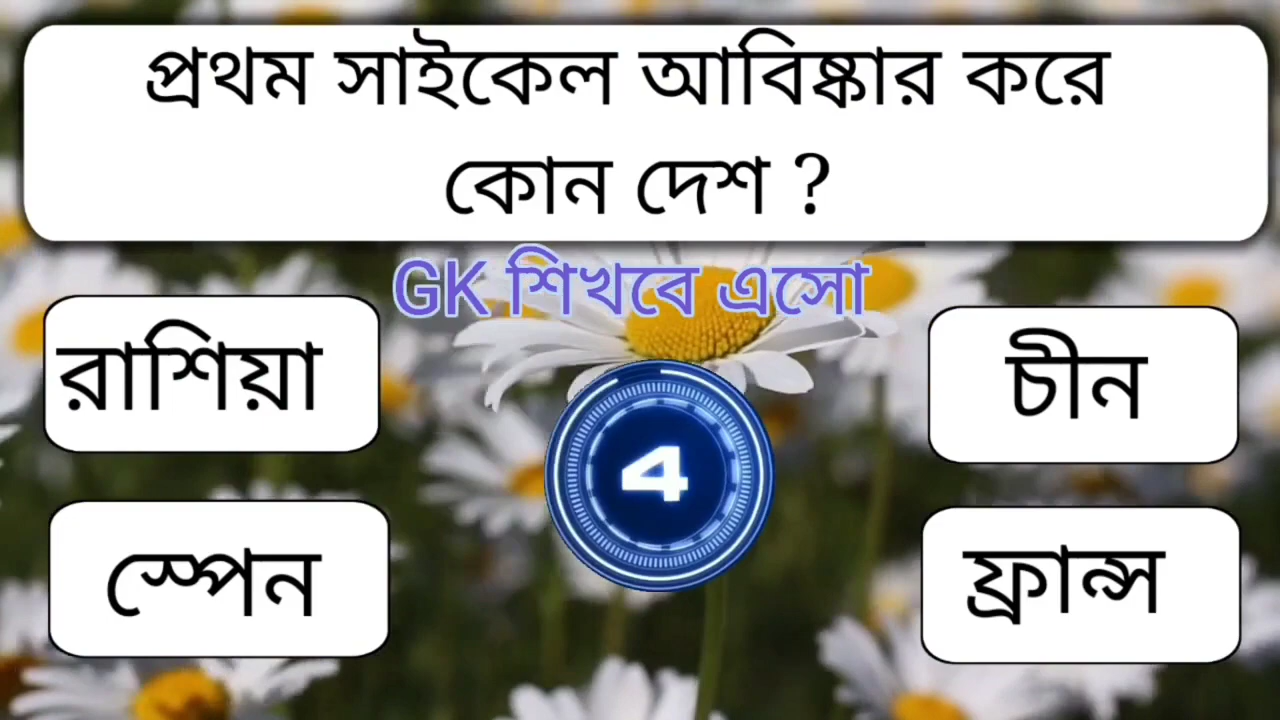 প্রথম সাইকেল আবিষ্কার করে
কোন দেশ ?
GK শিখবে এসো
রাশিয়া
চীন
4
স্পেন
ফ্রান্স